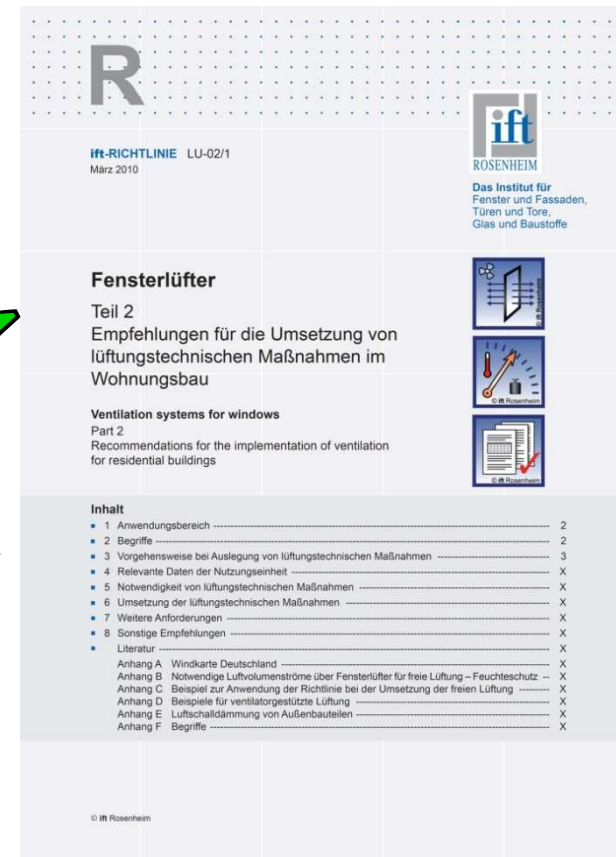 R
ift-RICHTLINIE LU-02/1
März 2010
ift
ROSENHEIM
Das Institut für
Fenster und Fassaden,
Türen und Tore,
Glas und Baustoffe
Fensterlüfter
Teil 2
Empfehlungen für die Umsetzung von
lüftungstechnischen Maßnahmen im
Wohnungsbau
Ventilation systems for windows
Part 2
Recommendations for the implementation of ventilation
for residential buildings
© ift Rosenheim
© ift Rosenheim
© ift Rosenheim
Inhalt
1 Anwendungsbereich 2
2 Begriffe 2
3 Vorgehensweise bei Auslegung von lüftungstechnischen Maßnahmen 3
4 Relevante Daten der Nutzungseinheit X
5 Notwendigkeit von lüftungstechnischen Maßnahmen X
6 Umsetzung der lüftungstechnischen Maßnahmen X
7 Weitere Anforderungen X
8 Sonstige Empfehlungen X
Literatur X
Anhang A Windkarte Deutschland X
Anhang B Notwendige Luftvolumenströme über Fensterlüfter für freie Lüftung – Feuchteschutz -- X
Anhang C Beispiel zur Anwendung der Richtlinie bei der Umsetzung der freien Lüftung X
Anhang D Beispiele für ventilatorgestützte Lüftung X
Anhang E Luftschalldämmung von Außenbauteilen X
Anhang F Begriffe X
© ift Rosenheim